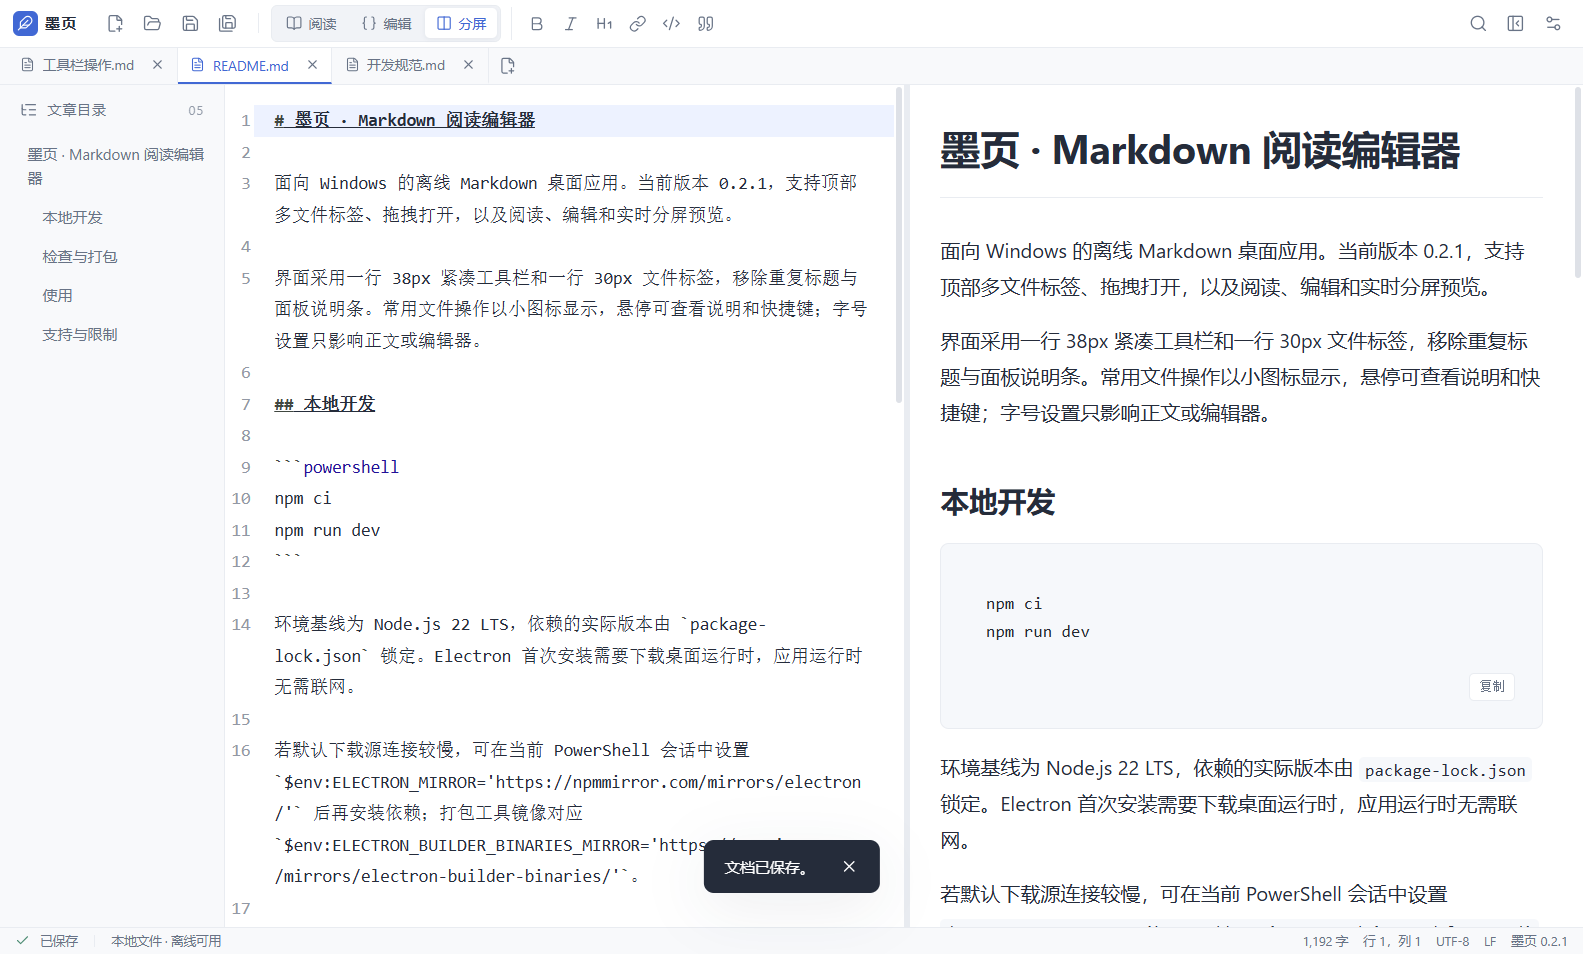 墨页
阅读
编辑
分屏
B
I
H1
工具栏操作.md
README.md
开发规范.md
文章目录
05
墨页 · Markdown 阅读编辑
器
本地开发
检查与打包
使用
支持与限制
1 # 墨页 · Markdown 阅读编辑器
2
3 面向 Windows 的离线 Markdown 桌面应用。当前版本 0.2.1，支持顶部
多文件标签、拖拽打开，以及阅读、编辑和实时分屏预览。
4
5 界面采用一行 38px 紧凑工具栏和一行 30px 文件标签，移除重复标题与
面板说明条。常用文件操作以小图标显示，悬停可查看说明和快捷键；字号
设置只影响正文或编辑器。
6
7 ## 本地开发
8
9 ```powershell
10 npm ci
11 npm run dev
12 ```
13
14 环境基线为 Node.js 22 LTS，依赖的实际版本由 `package-
lock.json` 锁定。Electron 首次安装需要下载桌面运行时，应用运行时
无需联网。
15
16 若默认下载源连接较慢，可在当前 PowerShell 会话中设置
`$env:ELECTRON_MIRROR='https://npmmirror.com/mirrors/electron
/'` 后再安装依赖；打包工具镜像对应
`$env:ELECTRON_BUILDER_BINARIES_MIRROR='https
/mirrors/electron-builder-binaries/'`。
17
墨页 · Markdown 阅读编辑器
面向 Windows 的离线 Markdown 桌面应用。当前版本 0.2.1，支持
顶部多文件标签、拖拽打开，以及阅读、编辑和实时分屏预览。
界面采用一行 38px 紧凑工具栏和一行 30px 文件标签，移除重复标
题与面板说明条。常用文件操作以小图标显示，悬停可查看说明和快
捷键；字号设置只影响正文或编辑器。
本地开发
npm ci
npm run dev
复制
环境基线为 Node.js 22 LTS，依赖的实际版本由 package-lock.json
锁定。Electron 首次安装需要下载桌面运行时，应用运行时无需联
网。
若默认下载源连接较慢，可在当前 PowerShell 会话中设置
文档已保存。
已保存
本地文件 · 离线可用
1,192 字
行 1，列 1
UTF-8
LF
墨页 0.2.1